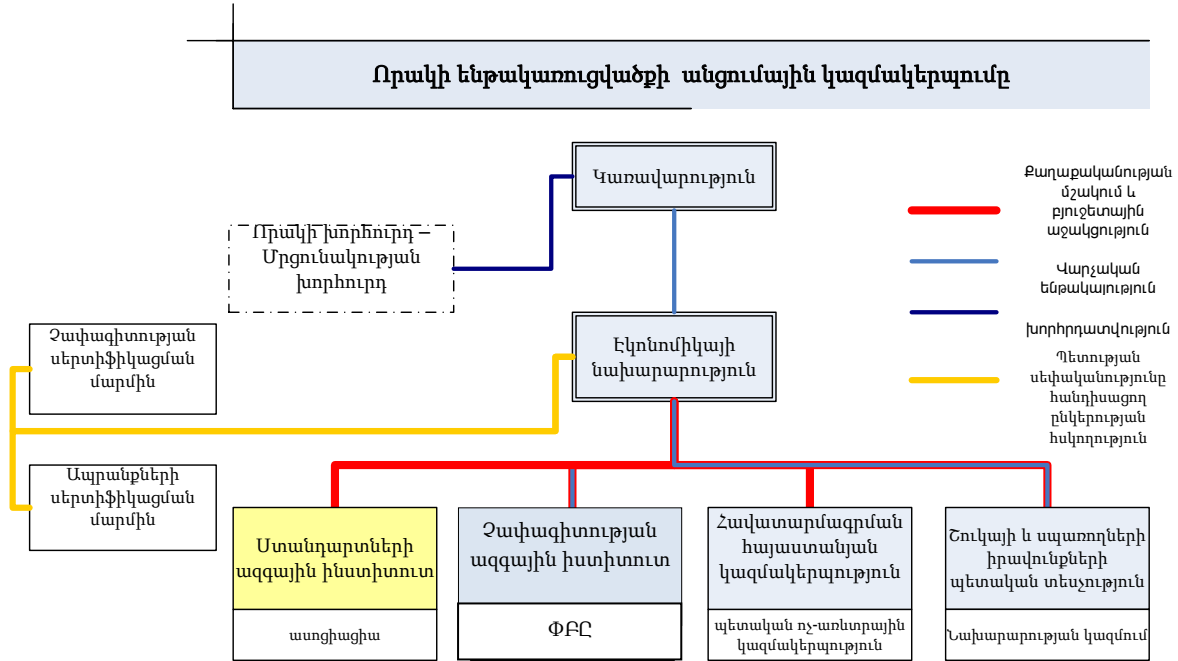 Որակի ենթակառուցվածքի անցումային կազմակերպումը
Կառավարություն
Որակի խորհուրդ –
Մրցունակության
խորհուրդ
Էկոնոմիկայի
նախարարություն
Չափագիտության
սերտիֆիկացման
մարմին
Ապրանքների
սերտիֆիկացման
մարմին
Քաղաքականության
մշակում և
բյուջետային
աջակցություն
Վարչական
ենթակայություն
խորհրդատվություն
Պետության
սեփականությունը
հանդիսացող
ընկերության
հսկողություն
Ստանդարտների
ազգային ինստիտուտ
ասոցիացիա
Չափագիտության
ազգային իստիտուտ
ՓԲԸ
Հավատարմագրման
հայաստանյան
կազմակերպություն
պետական ոչ-առևտրային
կազմակերպություն
Շուկայի և սպառողների
իրավունքների
պետական տեսչություն
Նախարարության կազմում